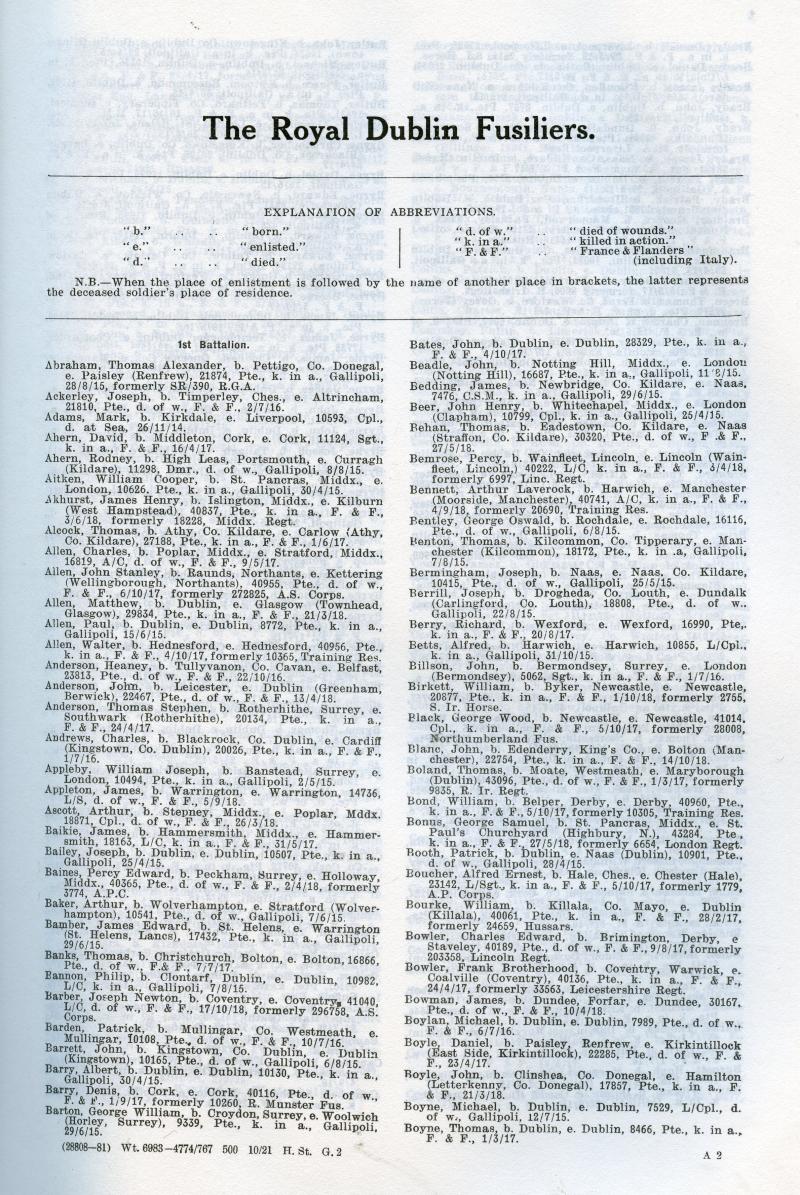 The Royal Dublin Fusiliers.
EXPLANATION OF ABBREVIATIONS.
" b." .. .. " born."
" e." .. .. " enlisted."
" d." .. .. " died."
" d. of w." .. " died of wounds."
" k. in a." .. " killed in action."
" F. & F." .. " France & Flanders "
(including Italy).
N.B.—When the place of enlistment is followed by the name of another place in brackets, the latter represents
the deceased soldier's place of residence.
1st Battalion.
Abraham, Thomas Alexander, b. Pettigo, Co. Donegal,
e. Paisley (Renfrew), 21874, Pte., k. in a., Gallipoli,
28/8/15, formerly SR/390, R.G.A.
Ackerley, Joseph, b. Timperley, Ches., e. Altrincham,
21810, Pte., d. of w., F. & F., 2/7/16.
Adams, Mark, b. Kirkdale, e. Liverpool, 10593, Cpl.,
d. at Sea, 26/11/14.
Ahern, David, b. Middleton, Cork, e. Cork, 11124, Sgt.,
k. in a., F. & F., 16/4/17.
Ahern, Rodney, b. High Leas, Portsmouth, e. Curragh
(Kildare), 11298, Dmr., d. of w., Gallipoli, 8/8/15.
Aitken, William Cooper, b. St. Pancras, Middx., e.
London, 10626, Pte., k. in a., Gallipoli, 30/4/15.
Akhurst, James Henry, b. Islington, Middx., e. Kilburn
(West Hampstead), 40837, Pte., k. in a., F. & F.,
3/6/18, formerly 18228, Middx. Regt.
Alcock, Thomas, b. Athy, Co. Kildare, e. Carlow (Athy,
Co. Kildare), 27188, Pte., k. in a., F. & F., 1/6/17.
Allen, Charles, b. Poplar, Middx., e. Stratford, Middx.,
16819, A/C, d. of w., F. & F., 9/5/17.
Allen, John Stanley, b. Raunds, Northants, e. Kettering
(Wellingborough, Northants), 40955, Pte., d. of w.,
F. & F., 6/10/17, formerly 272825, A.S. Corps.
Allen, Matthew, b. Dublin, e. Glasgow (Townhead,
Glasgow), 29834, Pte., k. in a., F. & F., 21/3/18.
Allen, Paul, b. Dublin, e. Dublin, 8772, Pte., k. in a.,
Gallipoli, 15/6/15.
Allen, Walter, b. Hednesford, e. Hednesford, 40956, Pte.,
k. in a., F. & F., 4/10/17, formerly 10365, Training Res.
Anderson, Heaney, b. Tullyvanon, Co. Cavan, e. Belfast,
23813, Pte., d. of w., F. & F., 22/10/16.
Anderson, John, b. Leicester, e. Dublin (Greenham,
Berwick), 22467, Pte., d. of w., F. & F., 13/4/18.
Anderson, Thomas Stephen, b. Rotherhithe, Surrey, e.
Southwark (Rotherhithe), 20134, Pte., k. in a.,
F. & F., 24/4/17.
Andrews, Charles, b. Blackrock, Co. Dublin, e. Cardiff
(Kingstown, Co. Dublin), 20026, Pte., k. in a., F. & F.,
1/7/16.
Appleby, William Joseph, b. Banstead, Surrey, e.
London, 10494, Pte., k. in a., Gallipoli, 2/5/15.
Appleton, James, b. Warrington, e. Warrington, 14736,
L/S, d. of w., F. & F., 5/9/18.
Ascott, Arthur, b. Stepney, Middx., e. Poplar, Mddx.
18871, Cpl., d. of w., F. & F., 26/3/18.
Baikie, James, b. Hammersmith, Middx., e. Hammer-
smith, 18163, L/C, k. in a., F. & F., 31/5/17.
Bailey, Joseph, b. Dublin, e. Dublin, 10507, Pte., k. in a.,
Gallipoli, 25/4/15.
Baines, Percy Edward, b. Peckham, Surrey, e. Holloway,
Middx., 40365, Pte., d. of w., F. & F., 2/4/18, formerly
3774, A.P.C.
Baker, Arthur, b. Wolverhampton, e. Stratford (Wolver-
hampton), 10541, Pte., d. of w., Gallipoli, 7/6/15.
Bamber, James Edward, b. St. Helens, e. Warrington
(St. Helens, Lancs), 17432, Pte., k. in a., Gallipoli,
29/6/15.
Banks, Thomas, b. Christchurch, Bolton, e. Bolton, 16866,
Pte., d. of w., F.& F., 7/7/17.
Bannon, Philip, b. Clontarf, Dublin, e. Dublin, 10982,
L/C, k. in a., Gallipoli, 7/8/15.
Barber, Joseph Newton, b. Coventry, e. Coventry, 41040,
L/C, d. of w., F. & F., 17/10/18, formerly 296758, A.S.
Corps.
Barden, Patrick, b. Mullingar, Co. Westmeath, e.
Mullingar, 10108, Pte., d. of w., F. & F., 10/7/16.
Barrett, John, b. Kingstown, Co. Dublin, e. Dublin
(Kingstown), 10165, Pte., d. of w., Gallipoli, 6/8/15.
Barry, Albert, b. Dublin, e. Dublin, 10130, Pte., k. in a.,
Gallipoli, 30/4/15.
Barry, Denis, b. Cork, e. Cork, 40116, Pte., d. of w.,
F. & F., 1/9/17, formerly 10260, R. Munster Fus.
Barton, George William, b. Croydon, Surrey, e. Woolwich
(Horley, Surrey), 9339, Pte., k. in a., Gallipoli,
29/6/15.
Bates, John, b. Dublin, e. Dublin, 28329, Pte., k. in a.,
F. & F., 4/10/17.
Beadle, John, b. Notting Hill, Middx., e. London
(Notting Hill), 16687, Pte., k. in a., Gallipoli, 11 8/15.
Bedding, James, b. Newbridge, Co. Kildare, e. Naas,
7476, C.S.M., k. in a., Gallipoli, 29/6/15.
Beer, John Henry, b. Whitechapel, Middx., e. London
(Clapham), 10799, Cpl., k. in a., Gallipoli, 25/4/15.
Behan, Thomas, b. Eadestown, Co. Kildare, e. Naas
(Straffon, Co. Kildare), 30320, Pte., d. of w., F .& F.,
27/5/18.
Bemrose, Percy, b. Wainfleet, Lincoln, e. Lincoln (Wain-
fleet, Lincoln,) 40222, L/C, k. in a., F. & F., 3/4/18,
formerly 6997, Linc. Regt.
Bennett, Arthur Laverock, b. Harwich, e. Manchester
(Moorside, Manchester), 40741, A/C, k. in a., F. & F.,
4/9/18, formerly 20690, Training Res.
Bentley, George Oswald, b. Rochdale, e. Rochdale, 16116,
Pte., d. of w., Gallipoli, 6/8/15.
Benton, Thomas, b. Kilcommon, Co. Tipperary, e. Man-
chester (Kilcommon), 18172, Pte., k. in .a, Gallipoli,
7/8/15.
Bermingham, Joseph, b. Naas, e. Naas, Co. Kildare,
10415, Pte., d. of w., Gallipoli, 25/5/15.
Berrill, Joseph, b. Drogheda, Co. Louth, e. Dundalk
(Carlingford, Co. Louth), 18808, Pte., d. of w..
Gallipoli, 22/8/15.
Berry, Richard, b. Wexford, e. Wexford, 16990, Pte,.
k. in a., F. & F., 20/8/17.
Betts, Alfred, b. Harwich, e. Harwich, 10855, L/Cpl.,
k. in a., Gallipoli, 31/10/15.
Billson, John, b. Bermondsey, Surrey, e. London
(Bermondsey), 5062, Sgt., k. in a., F. & F., 1/7/16.
Birkett, William, b. Byker, Newcastle, e. Newcastle,
20877, Pte., k. in a., F. & F., 1/10/18, formerly 2755,
S. Ir. Horse.
Black, George Wood, b. Newcastle, e. Newcastle, 41014,
Cpl., k. in a., F. & F., 5/10/17, formerly 28008,
Northumberland Fus.
Blanc, John, b. Edenderry, King's Co., e. Bolton (Man-
chester), 22754, Pte., k. in a., F. & F., 14/10/18.
Boland, Thomas, b. Moate, Westmeath, e. Maryborough
(Dublin), 43096, Pte., d. of w., F. & F., 1/3/17, formerly
9835, R. Ir. Regt.
Bond, William, b. Belper, Derby, e. Derby, 40960, Pte.,
k. in a., F. & F., 5/10/17, formerly 10305, Training Res.
Bonus, George Samuel, b. St. Pancras, Middx., e. St.
Paul's Churchyard (Highbury, N.), 43284, Pte,
k. in a., F. & F., 27/5/18, formerly 6654, London Regt.
Booth, Patrick, b. Dublin, e. Naas (Dublin), 10901, Pte.,
d. of w., Gallipoli, 28/4/15.
Boucher, Alfred Ernest, b. Hale, Ches., e. Chester (Hale),
23142, L/Sgt., k. in a., F. & F., 5/10/17, formerly 1779,
A.P. Corps.
Bourke, William, b. Killala, Co. Mayo, e. Dublin
(Killala), 40061, Pte., k. in a., F. & F., 28/2/17,
formerly 24659, Hussars.
Bowler, Charles Edward, b. Brimington, Derby, e
Staveley, 40189, Pte., d. of w., F. & F., 9/8/17, formerly
203358, Lincoln Regt.
Bowler, Frank Brotherhood, b. Coventry, Warwick, e.
Coalville (Coventry), 40136, Pte., k. in a., F. & F.,
24/4/17, formerly 33563, Leicestershire Regt.
Bowman, James, b. Dundee, Forfar, e. Dundee, 30167,
Pte., d. of w., F. & F., 10/4/18.
Boylan, Michael, b. Dublin, e. Dublin, 7989, Pte., d. of w.,
F. & F., 6/7/16.
Boyle, Daniel, b. Paisley, Renfrew, e. Kirkintillock
(East Side, Kirkintillock), 22285, Pte., d. of w., F. &
F., 23/4/17.
Boyle, John, b. Clinshea, Co. Donegal, e. Hamilton
(Letterkenny, Co. Donegal), 17857, Pte., k. in a., F.
& F., 21/3/18.
Boyne, Michael, b. Dublin, e. Dublin, 7529, L/Cpl., d.
of w., Gallipoli, 12/7/15.
Boyne, Thomas, b. Dublin, e. Dublin, 8466, Pte., k. in a.,
F. & F., 1/3/17.
(28808—81) Wt. 6983—4774/767 500 10/21 H. St. G. 2
A 2